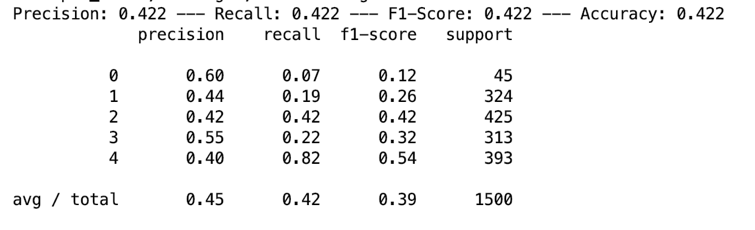 Precision: 0.422 --- Recall: 0.422 --- F1-Score: 0.422 --- Accuracy: 0.422
precision recall f1-score support
0 0.60 0.07 0.12 45
1 0.44 0.19 0.26 324
2 0.42 0.42 0.42 425
3 0.55 0.22 0.32 313
4 0.40 0.82 0.54 393
avg / total 0.45 0.42 0.39 1500